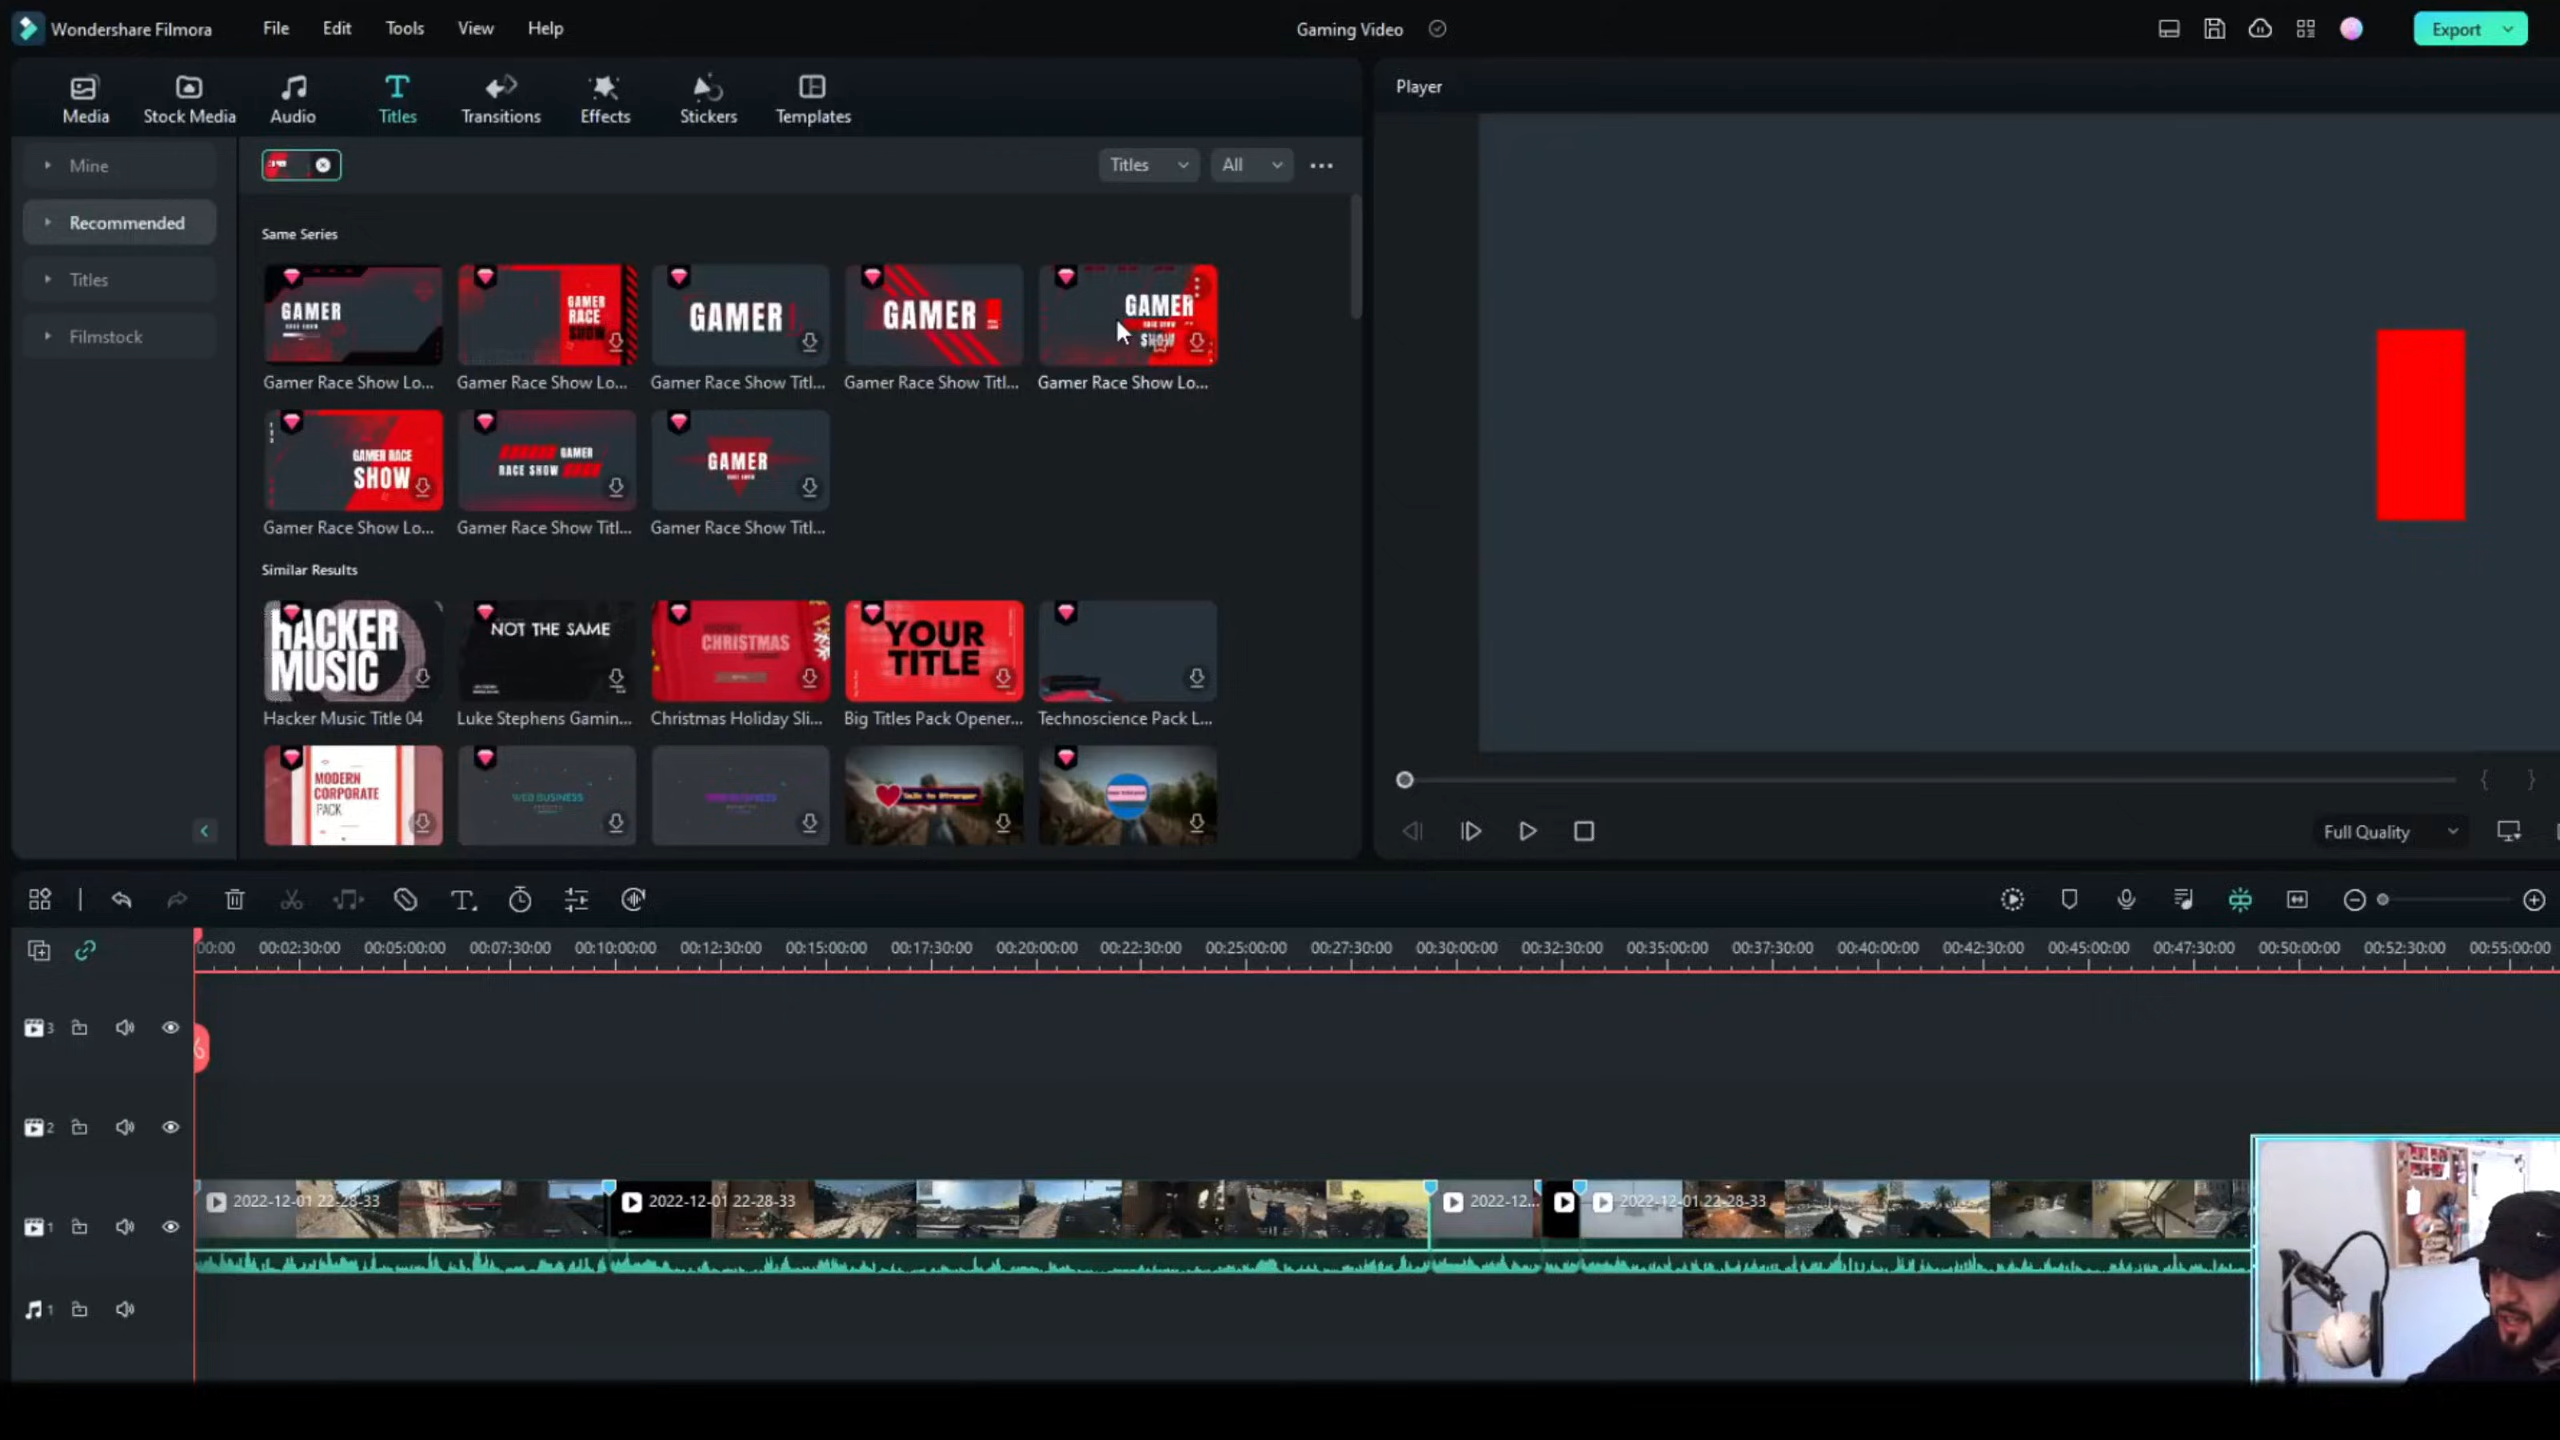 Wondershare Filmora File Edit Tools View Help Gaming Video Export
Media Stock Media Audio Titles Transitions Effects Stickers Templates Player
Mine
Recommended
Titles
Filmstock
Titles All
Same Series
GAMER
GAMER
RACE
SHOW
GAMER
GAMER
GAMER
RACE SHOW
SHOW
Gamer Race Show Lo... Gamer Race Show Lo... Gamer Race Show Titl... Gamer Race Show Titl... Gamer Race Show Lo...
GAMER RACE
SHOW
GAMER
RACE SHOW
GAMER
Gamer Race Show Lo... Gamer Race Show Titl... Gamer Race Show Titl...
Similar Results
HACKER
MUSIC
NOT THE SAME
CHRISTMAS
YOUR
TITLE
Hacker Music Title 04 Luke Stephens Gamin... Christmas Holiday Sli... Big Titles Pack Opener... Technoscience Pack L...
MODERN
CORPORATE
PACK
WEB BUSINESS
Full Quality
00:00 00:02:30:00 00:05:00:00 00:07:30:00 00:10:00:00 00:12:30:00 00:15:00:00 00:17:30:00 00:20:00:00 00:22:30:00 00:25:00:00 00:27:30:00 00:30:00:00 00:32:30:00 00:35:00:00 00:37:30:00 00:40:00:00 00:42:30:00 00:45:00:00 00:47:30:00 00:50:00:00 00:52:30:00 00:55:00:00
3
2
2022-12-01 22-28-33 2022-12-01 22-28-33 2022-12... 2022-12-01 22-28-33
1
1